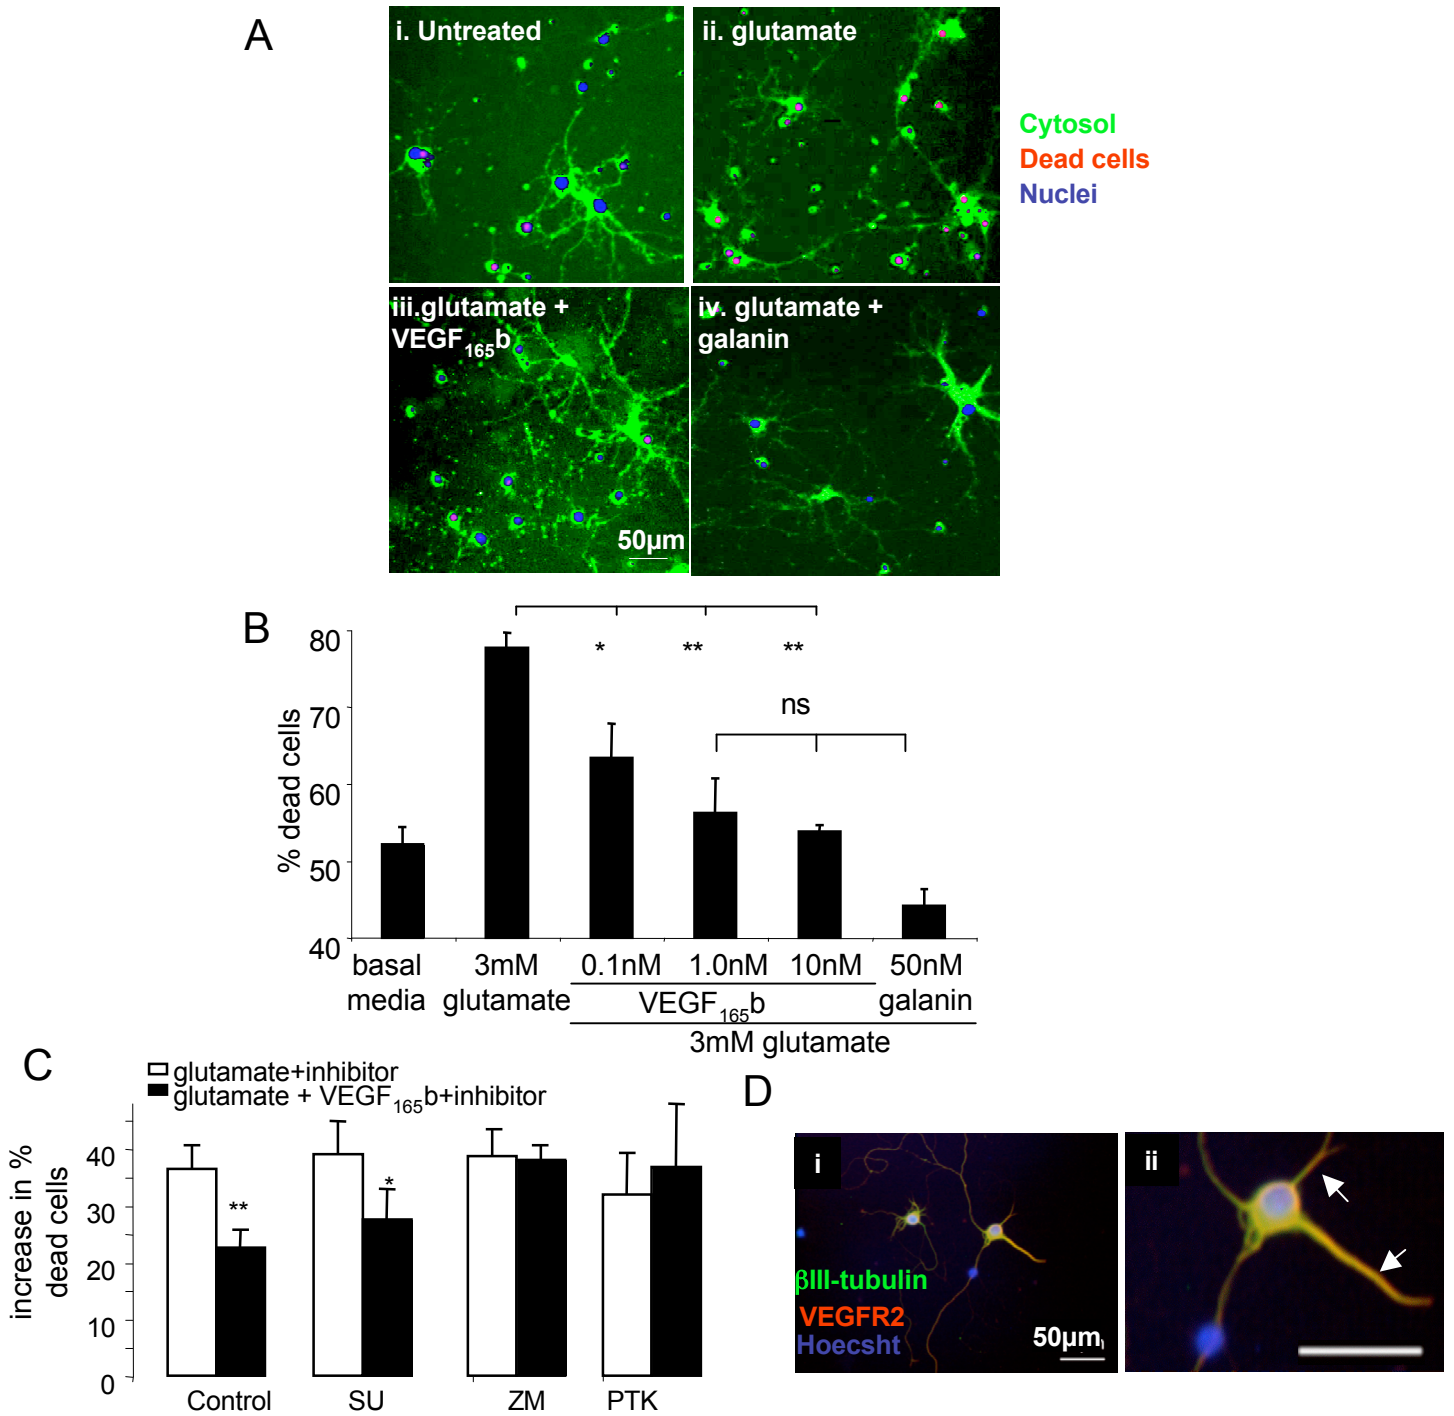 A
i. Untreated
ii. glutamate
Cytosol
Dead cells
Nuclei
iii.glutamate +
VEGF165b
50µm
iv. glutamate +
galanin
B
% dead cells
80
70
60
50
40
*
**
**
ns
basal
media
3mM
glutamate
0.1nM
1.0nM
10nM
50nM
galanin
VEGF165b
3mM glutamate
C
glutamate+inhibitor
glutamate + VEGF165b+inhibitor
increase in %
dead cells
40
30
20
10
0
**
*
Control
SU
ZM
PTK
D
i
βIII-tubulin
VEGFR2
Hoecsht
50µm
ii